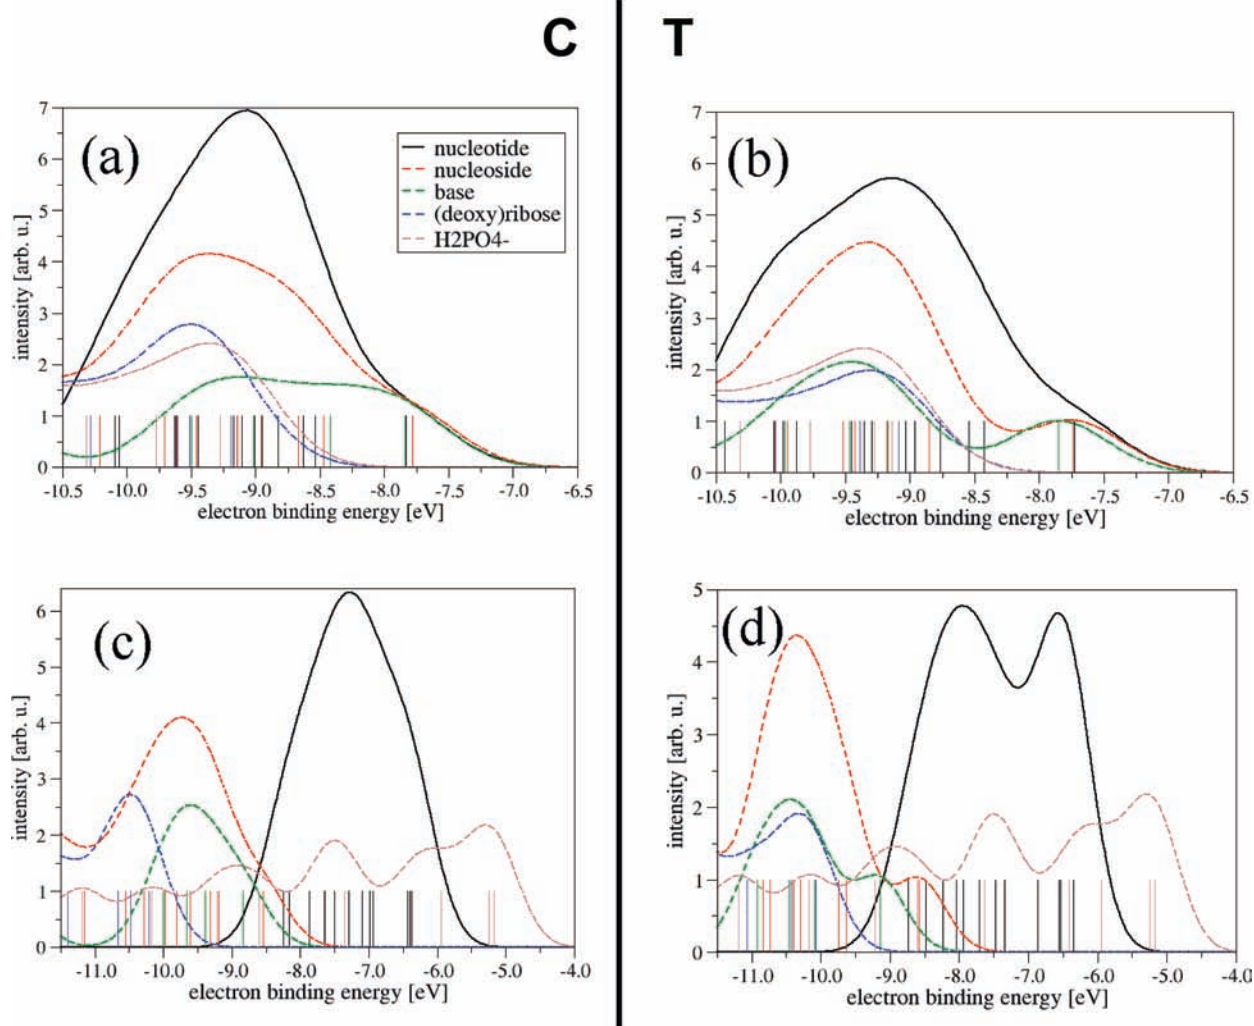 C
T
(a)
7
6
5
4
3
2
1
0
intensity [arb. u.]
nucleotide
nucleoside
base
(deoxy)ribose
H2PO4-
-10.5 -10.0 -9.5 -9.0 -8.5 -8.0 -7.5 -7.0 -6.5
electron binding energy [eV]
(b)
7
6
5
4
3
2
1
0
intensity [arb. u.]
-10.5 -10.0 -9.5 -9.0 -8.5 -8.0 -7.5 -7.0 -6.5
electron binding energy [eV]
(c)
6
5
4
3
2
1
0
intensity [arb. u.]
-11.0 -10.0 -9.0 -8.0 -7.0 -6.0 -5.0 -4.0
electron binding energy [eV]
(d)
5
4
3
2
1
0
intensity [arb. u.]
-11.0 -10.0 -9.0 -8.0 -7.0 -6.0 -5.0 -4.0
electron binding energy [eV]